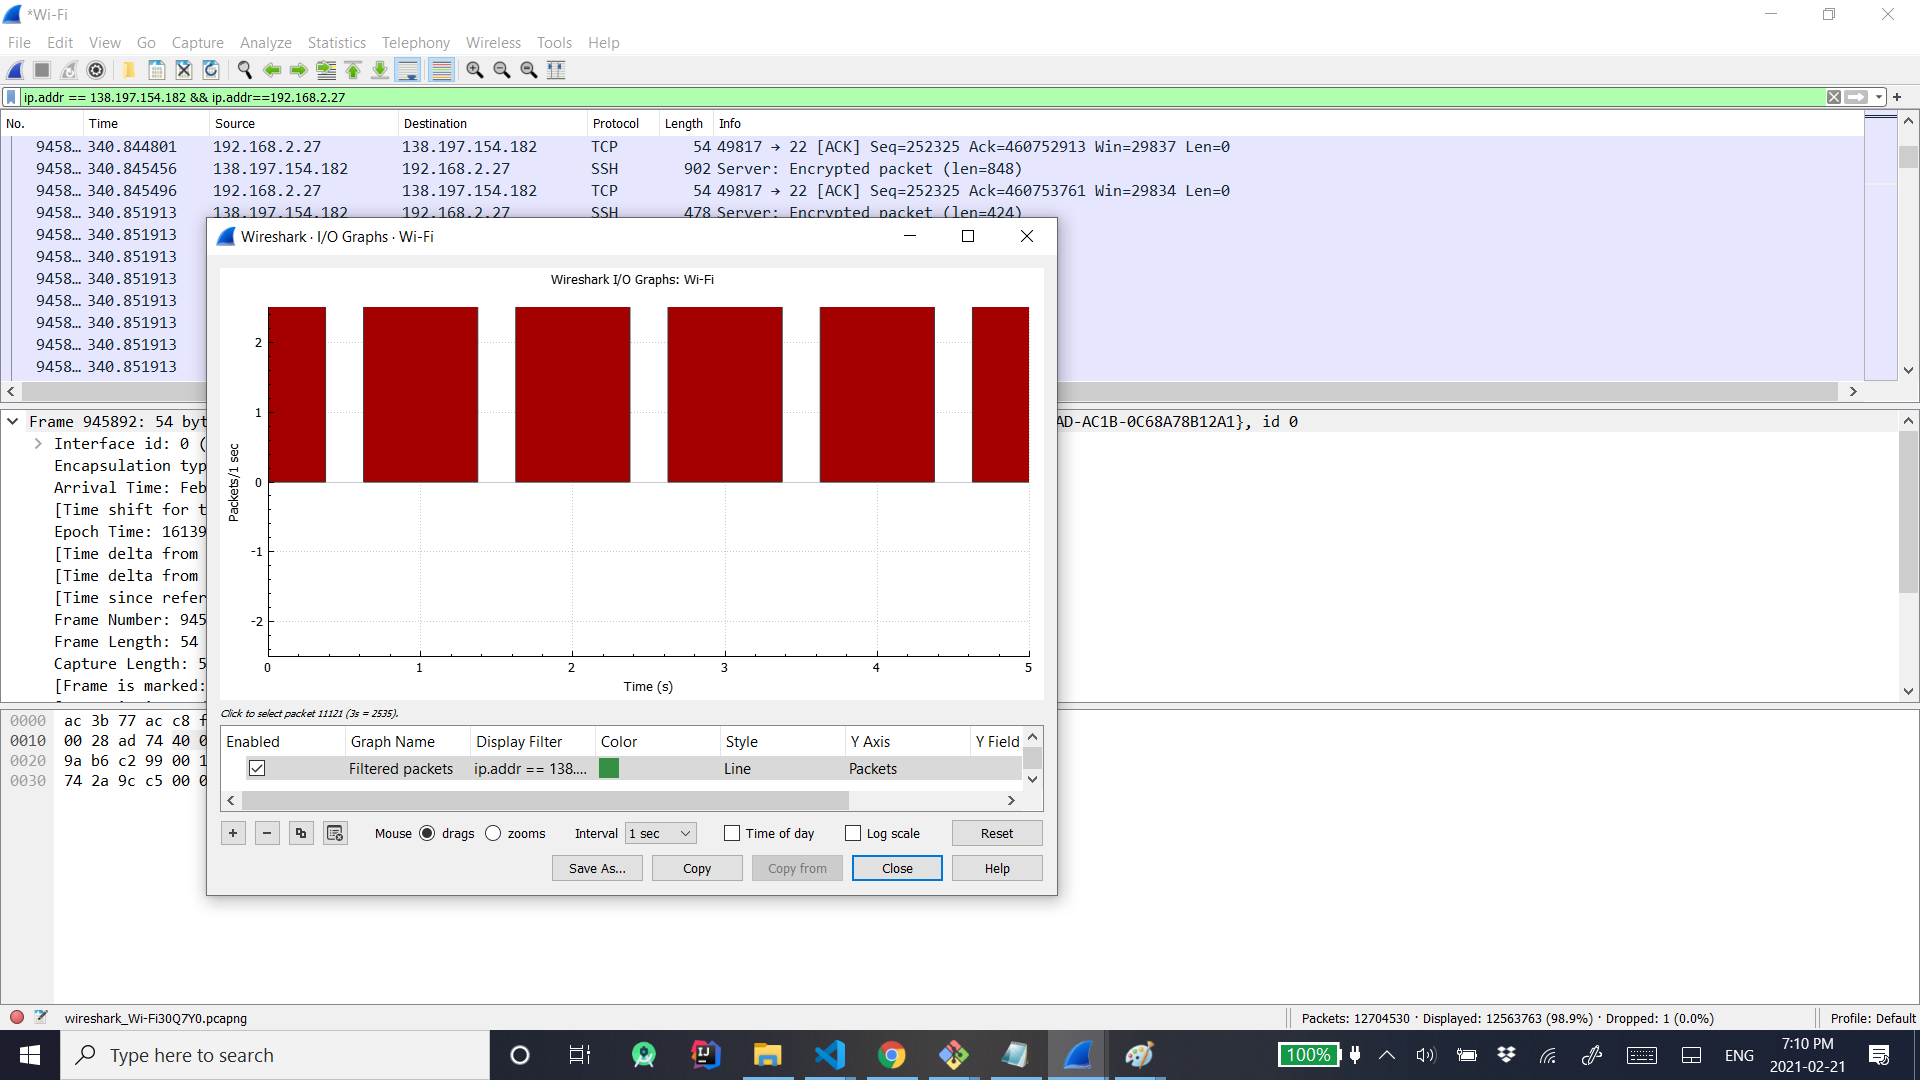 *Wi-Fi
File Edit View Go Capture Analyze Statistics Telephony Wireless Tools Help
ip.addr == 138.197.154.182 && ip.addr==192.168.2.27
No. Time Source Destination Protocol Length Info
9458… 340.844801 192.168.2.27 138.197.154.182 TCP 54 49817 → 22 [ACK] Seq=252325 Ack=460752913 Win=29837 Len=0
9458… 340.845456 138.197.154.182 192.168.2.27 SSH 902 Server: Encrypted packet (len=848)
9458… 340.845496 192.168.2.27 138.197.154.182 TCP 54 49817 → 22 [ACK] Seq=252325 Ack=460753761 Win=29834 Len=0
9458… 340.851913 138.197.154.182 192.168.2.27 SSH 478 Server: Encrypted packet (len=424)
9458… 340.851913
9458… 340.851913
9458… 340.851913
9458… 340.851913
9458… 340.851913
9458… 340.851913
9458… 340.851913
Frame 945892: 54 byt
AD-AC1B-0C68A78B12A1}, id 0
Interface id: 0 (
Encapsulation typ
Arrival Time: Feb
[Time shift for t
Epoch Time: 16139
[Time delta from
[Time delta from
[Time since refer
Frame Number: 945
Frame Length: 54
Capture Length: 5
[Frame is marked:
0000 ac 3b 77 ac c8 f
0010 00 28 ad 74 40 0
0020 9a b6 c2 99 00 1
0030 74 2a 9c c5 00 0
Wireshark · I/O Graphs · Wi-Fi
Wireshark I/O Graphs: Wi-Fi
2
1
0
-1
-2
Packets/1 sec
0 1 2 3 4 5
Time (s)
Click to select packet 11121 (3s = 2535).
Enabled Graph Name Display Filter Color Style Y Axis Y Field
Filtered packets ip.addr == 138.... Line Packets
+ − Mouse drags zooms Interval 1 sec Time of day Log scale Reset
Save As... Copy Copy from Close Help
wireshark_Wi-Fi30Q7Y0.pcapng
Packets: 12704530 · Displayed: 12563763 (98.9%) · Dropped: 1 (0.0%)
Profile: Default
Type here to search
100%
ENG
7:10 PM
2021-02-21